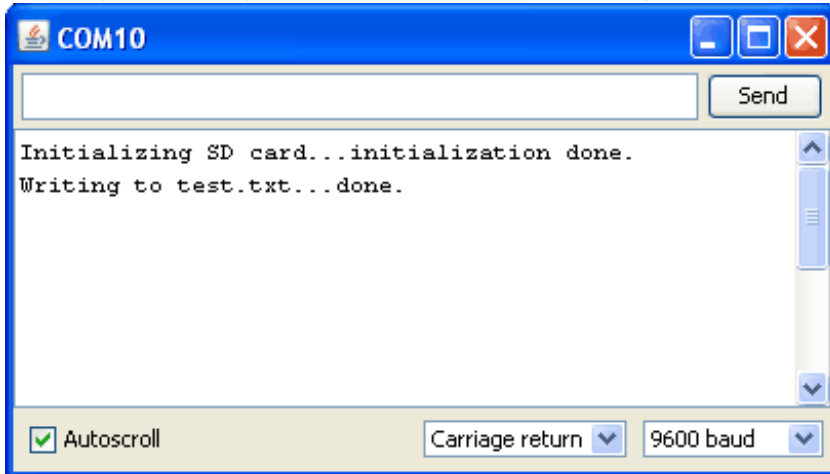 COM10
Send
Initializing SD card...initialization done.
Writing to test.txt...done.
Autoscroll
Carriage return
9600 baud